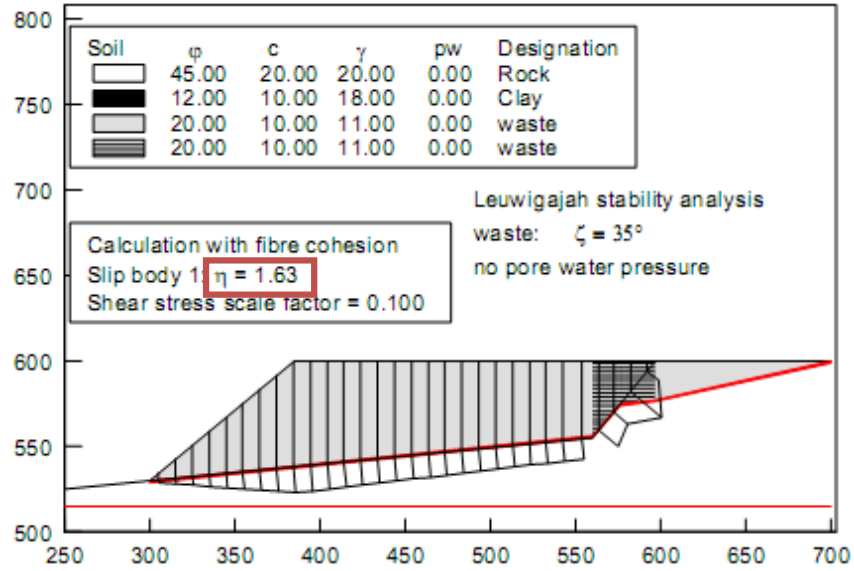 800
750
700
650
600
550
500
250 300 350 400 450 500 550 600 650 700
Soil φ c γ pw Designation
45.00 20.00 20.00 0.00 Rock
12.00 10.00 18.00 0.00 Clay
20.00 10.00 11.00 0.00 waste
20.00 10.00 11.00 0.00 waste
Leuwigajah stability analysis
waste: ζ = 35°
no pore water pressure
Calculation with fibre cohesion
Slip body 1: η = 1.63
Shear stress scale factor = 0.100